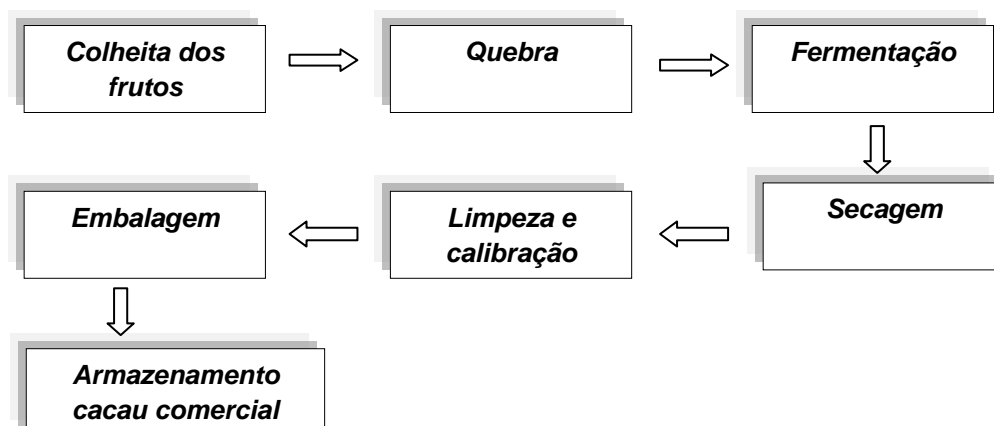 Colheita dos
frutos
Quebra
Fermentação
Secagem
Limpeza e
calibração
Embalagem
Armazenamento
cacau comercial